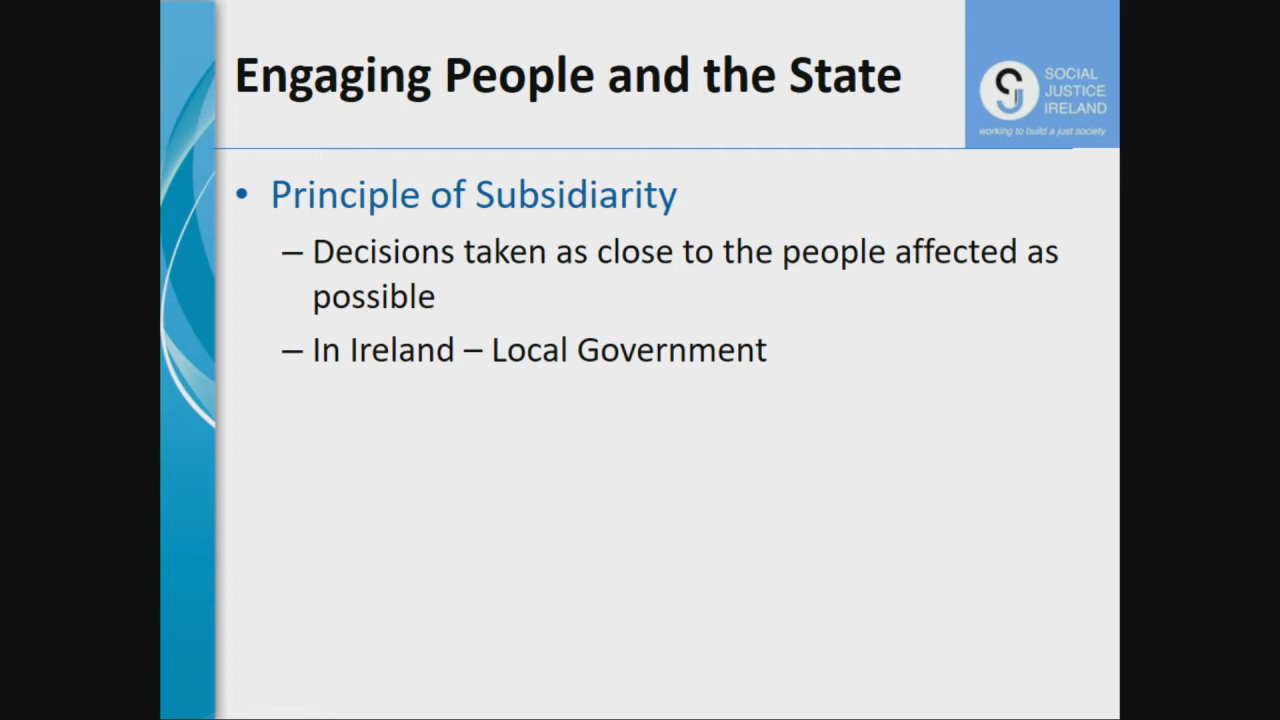 Engaging People and the State
SOCIAL
JUSTICE
IRELAND
working to build a just society
• Principle of Subsidiarity
– Decisions taken as close to the people affected as
possible
– In Ireland – Local Government